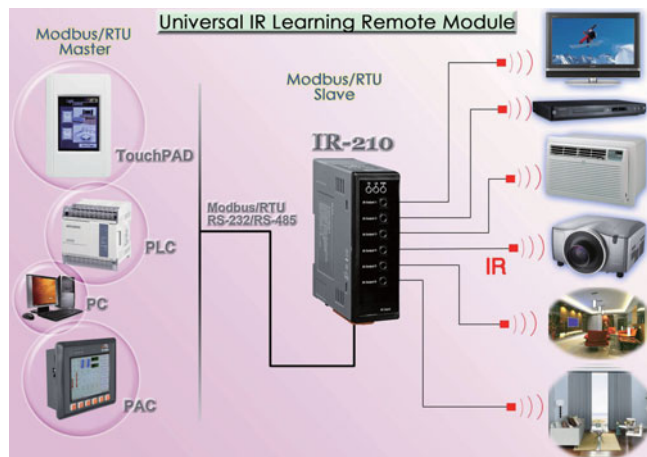 Universal IR Learning Remote Module
Modbus/RTU
Master
TouchPAD
PLC
PC
PAC
Modbus/RTU
RS-232/RS-485
Modbus/RTU
Slave
IR-210
IR